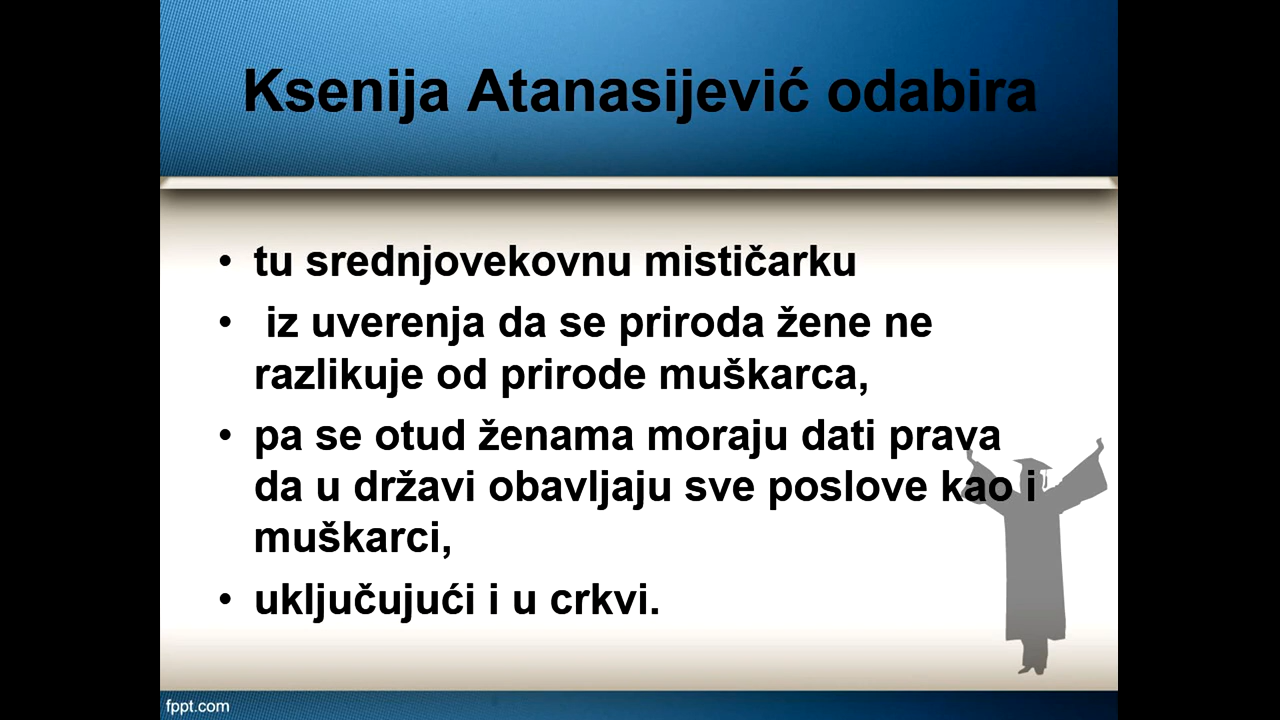 Ksenija Atanasijević odabira
• tu srednjovekovnu mističarku
• iz uverenja da se priroda žene ne
razlikuje od prirode muškarca,
• pa se otud ženama moraju dati prava
da u državi obavljaju sve poslove kao i
muškarci,
• uključujući i u crkvi.
fppt.com